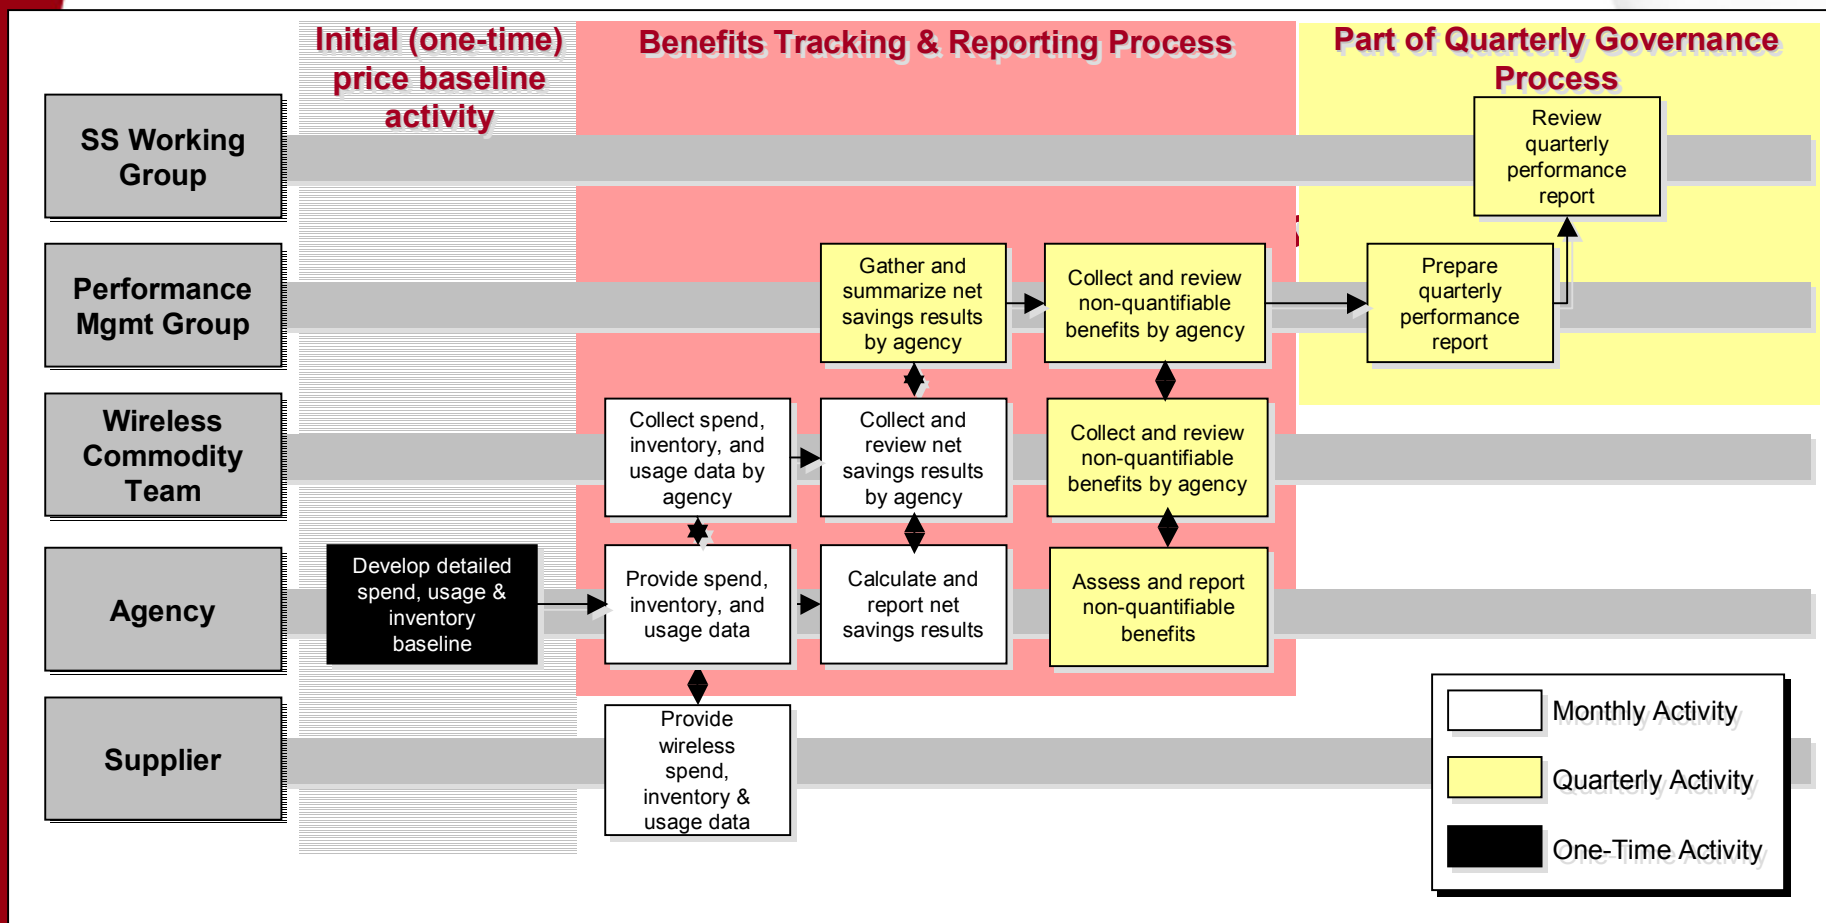 Initial (one-time)
price baseline
activity
Benefits Tracking & Reporting Process
Part of Quarterly Governance
Process
SS Working
Group
Review
quarterly
performance
report
Performance
Mgmt Group
Gather and
summarize net
savings results
by agency
Collect and review
non-quantifiable
benefits by agency
Prepare
quarterly
performance
report
Wireless
Commodity
Team
Collect spend,
inventory, and
usage data by
agency
Collect and
review net
savings results
by agency
Collect and review
non-quantifiable
benefits by agency
Agency
Develop detailed
spend, usage &
inventory
baseline
Provide spend,
inventory, and
usage data
Calculate and
report net
savings results
Assess and report
non-quantifiable
benefits
Supplier
Provide
wireless
spend,
inventory &
usage data
Monthly Activity
Quarterly Activity
One-Time Activity